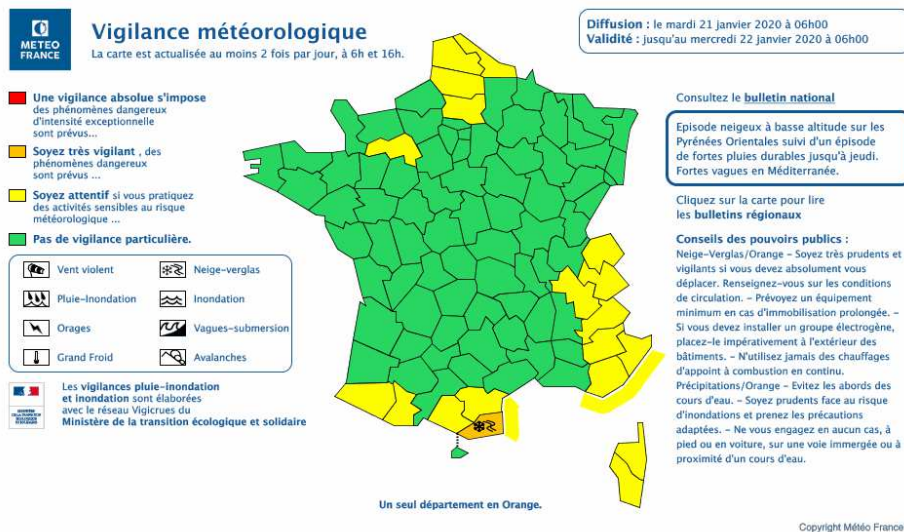 METEO
FRANCE
Vigilance météorologique
La carte est actualisée au moins 2 fois par jour, à 6h et 16h.
Diffusion : le mardi 21 janvier 2020 à 06h00
Validité : jusqu'au mercredi 22 janvier 2020 à 06h00
Une vigilance absolue s'impose
des phénomènes dangereux
d'intensité exceptionnelle
sont prévus...
Soyez très vigilant , des
phénomènes dangereux
sont prévus ...
Soyez attentif si vous pratiquez
des activités sensibles au risque
météorologique ...
Pas de vigilance particulière.
Vent violent
Neige-verglas
Pluie-Inondation
Inondation
Orages
Vagues-submersion
Grand Froid
Avalanches
Les vigilances pluie-inondation
et inondation sont élaborées
avec le réseau Vigicrues du
Ministère de la transition écologique et solidaire
Un seul département en Orange.
Consultez le bulletin national
Episode neigeux à basse altitude sur les
Pyrénées Orientales suivi d'un épisode
de fortes pluies durables jusqu'à jeudi.
Fortes vagues en Méditerranée.
Cliquez sur la carte pour lire
les bulletins régionaux
Conseils des pouvoirs publics :
Neige-Verglas/Orange - Soyez très prudents et
vigilants si vous devez absolument vous
déplacer. Renseignez-vous sur les conditions
de circulation. - Prévoyez un équipement
minimum en cas d'immobilisation prolongée. -
Si vous devez installer un groupe électrogène,
placez-le impérativement à l'extérieur des
bâtiments. - N'utilisez jamais des chauffages
d'appoint à combustion en continu.
Précipitations/Orange - Evitez les abords des
cours d'eau. - Soyez prudents face au risque
d'inondations et prenez les précautions
adaptées. - Ne vous engagez en aucun cas, à
pied ou en voiture, sur une voie immergée ou à
proximité d'un cours d'eau.
Copyright Météo France